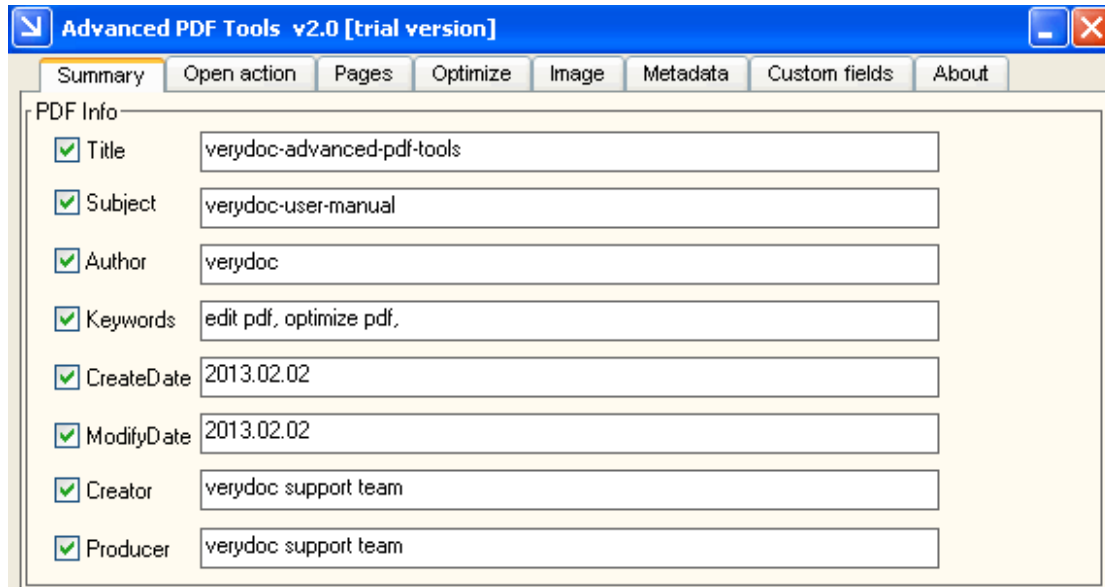 Advanced PDF Tools v2.0 [trial version]
Summary Open action Pages Optimize Image Metadata Custom fields About
PDF Info
Title verydoc-advanced-pdf-tools
Subject verydoc-user-manual
Author verydoc
Keywords edit pdf, optimize pdf,
CreateDate 2013.02.02
ModifyDate 2013.02.02
Creator verydoc support team
Producer verydoc support team